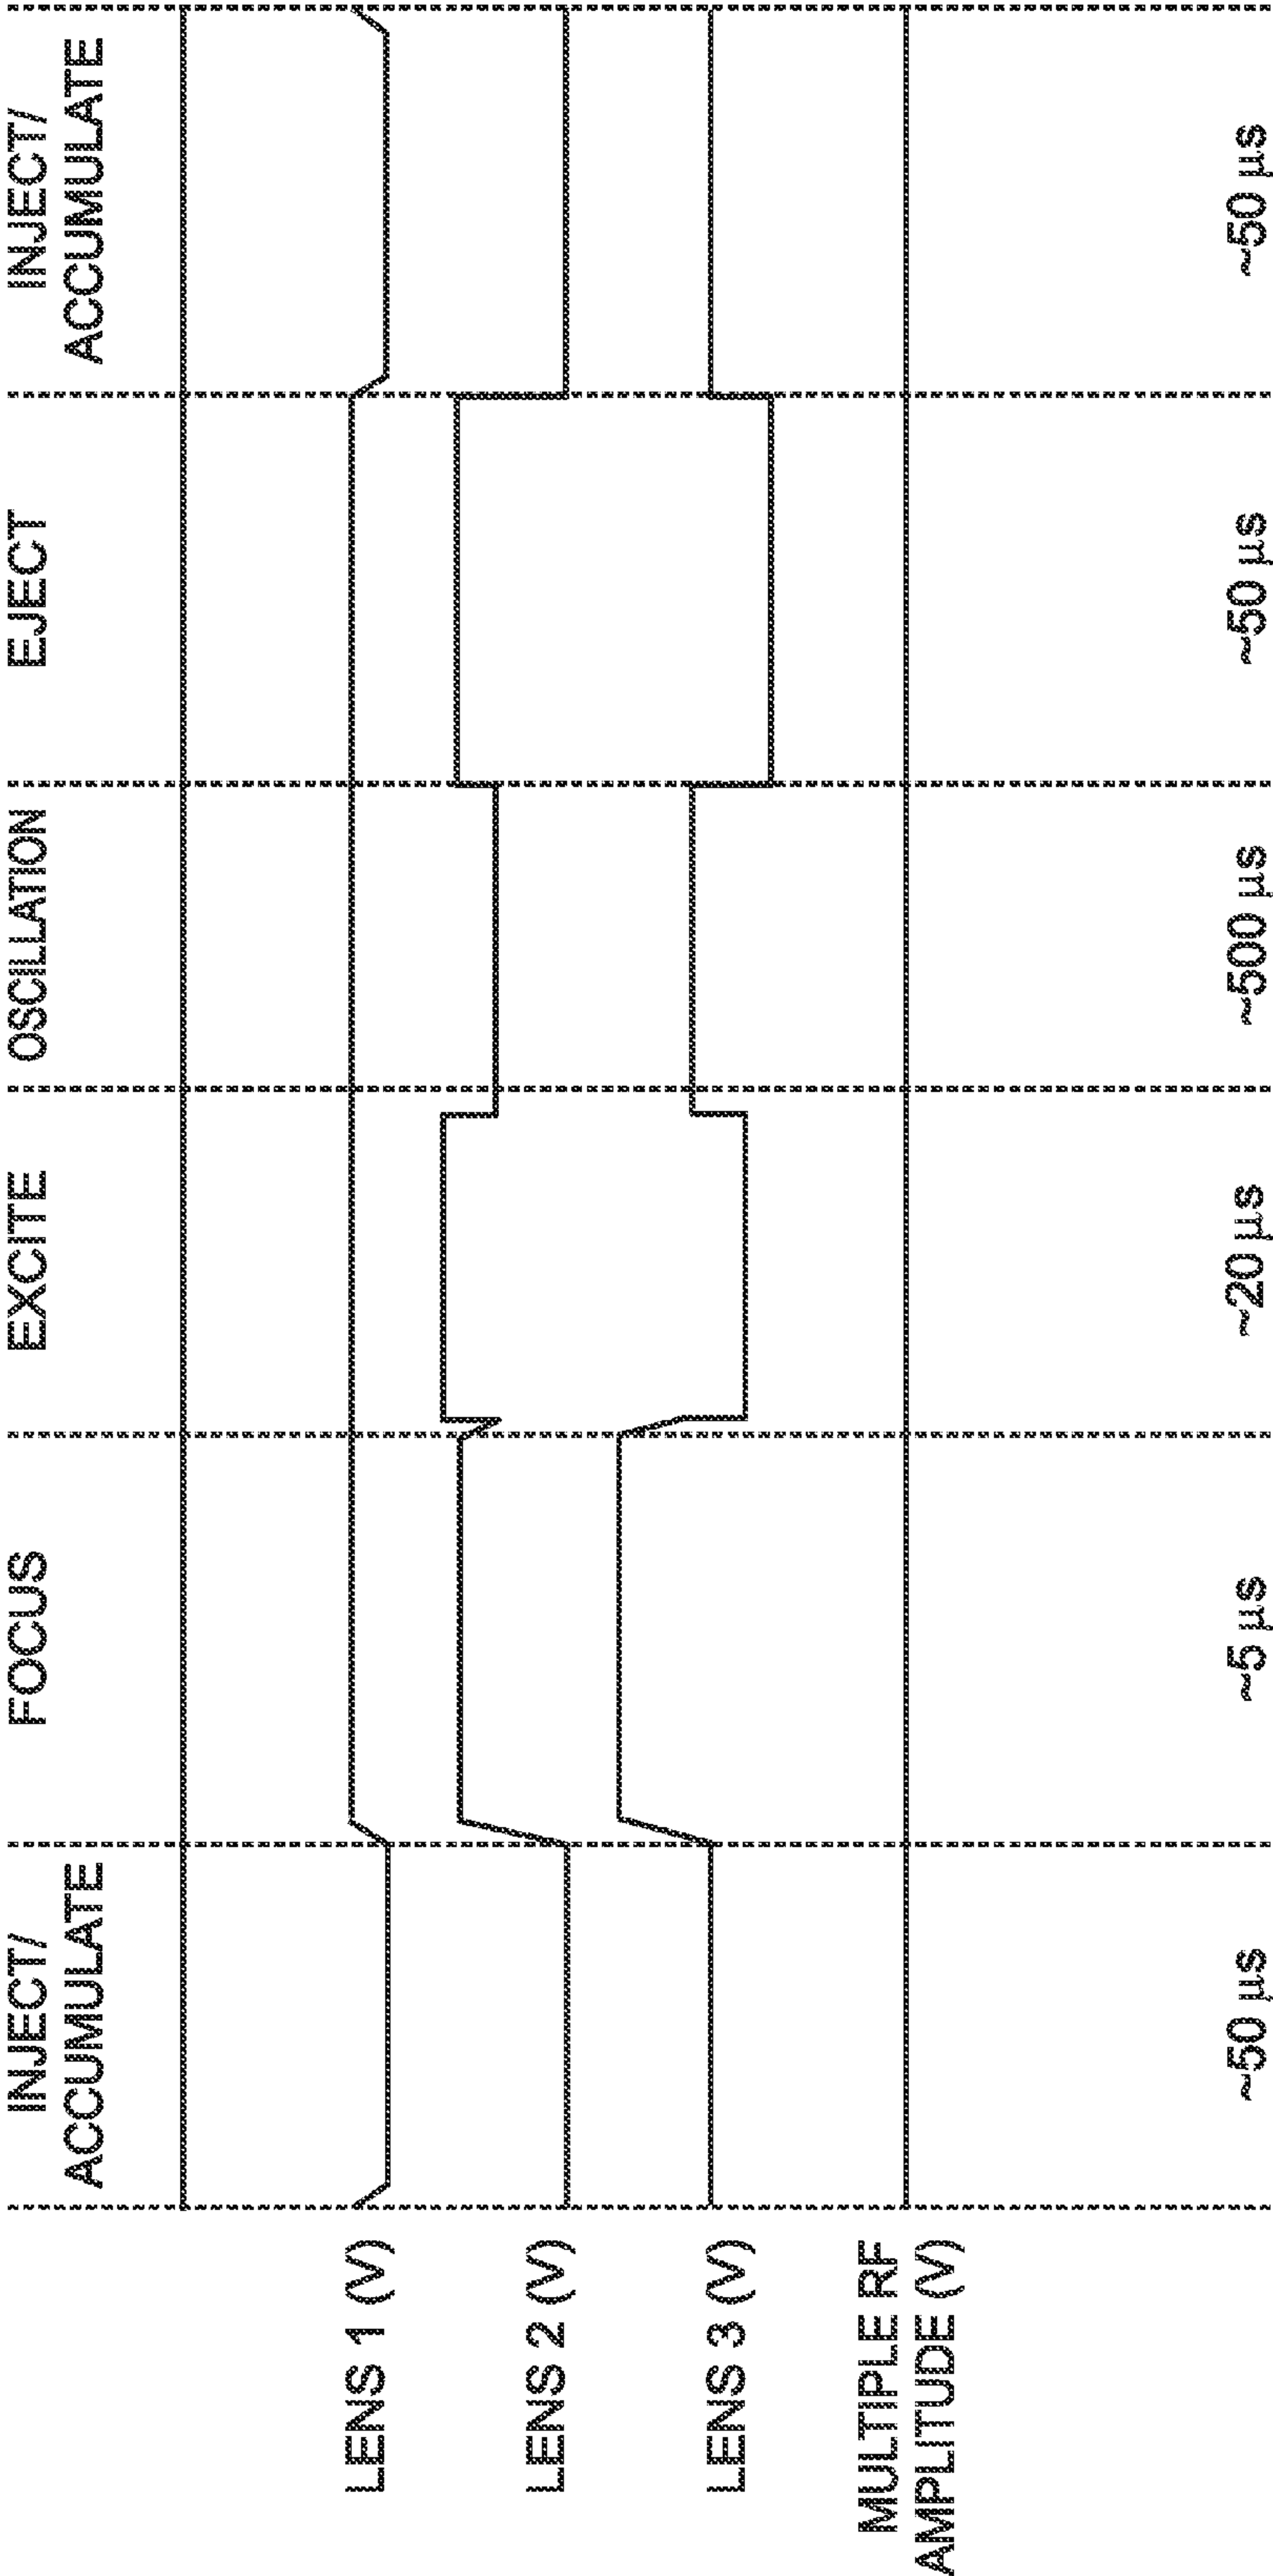 INJECT/
ACCUMULATE
FOCUS
EXCITE
OSCILLATION
EJECT
INJECT/
ACCUMULATE
LENS 1 (V)
LENS 2 (V)
LENS 3 (V)
MULTIPLE RF
AMPLITUDE (V)
~50 µs
~5 µs
~20 µs
~500 µs
~50 µs
~50 µs